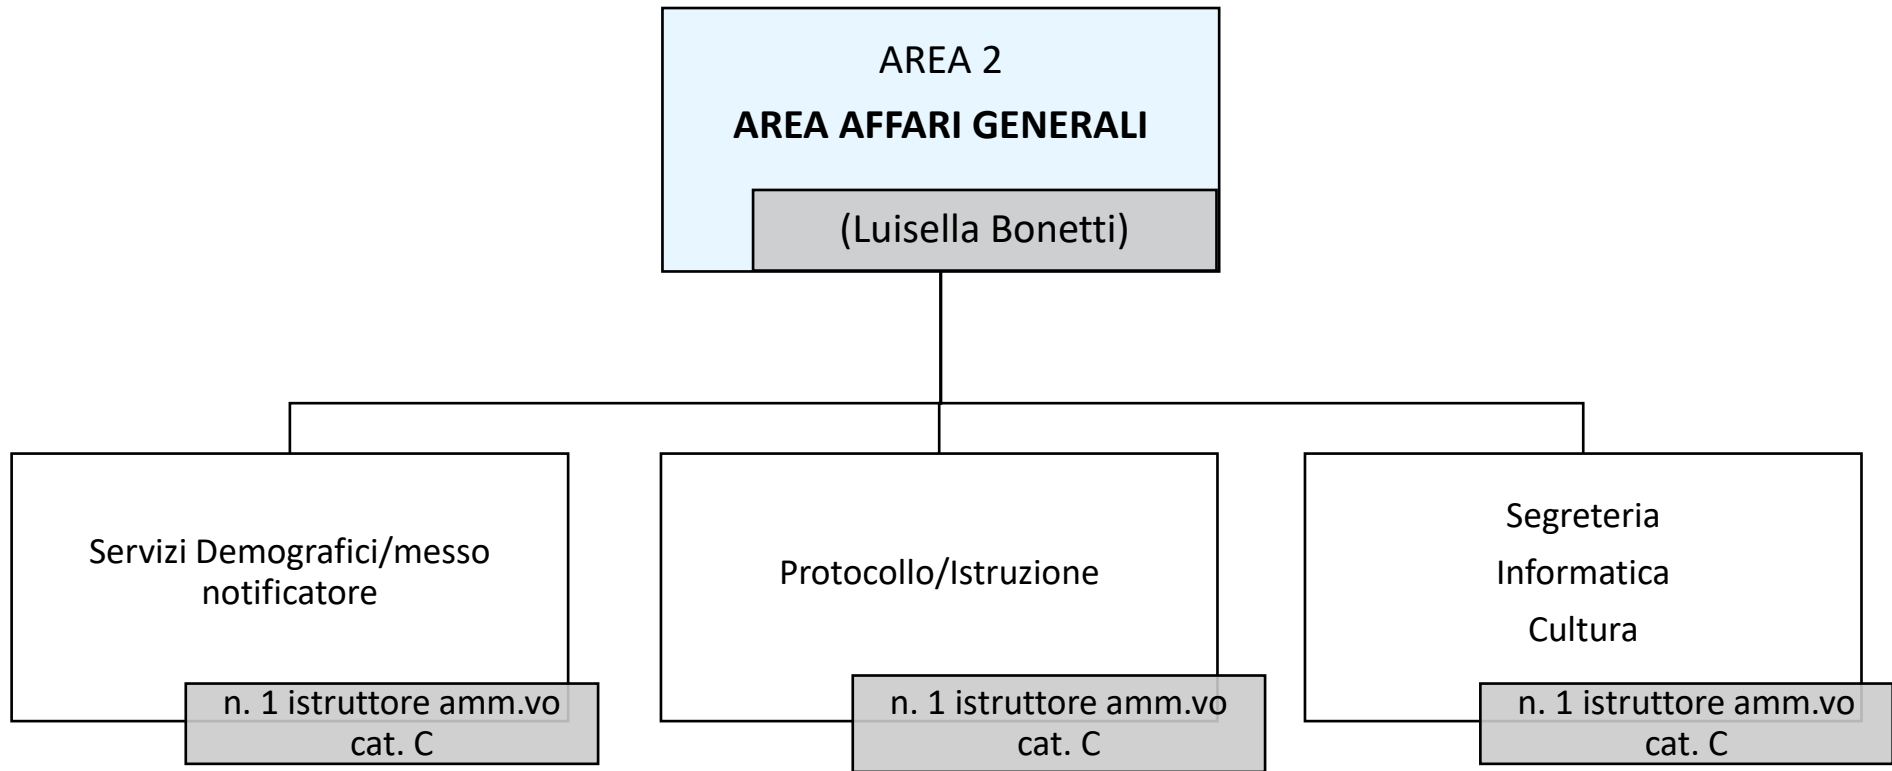 AREA 2
AREA AFFARI GENERALI
(Luisella Bonetti)
Servizi Demografici/messo
notificatore
n. 1 istruttore amm.vo
cat. C
Protocollo/Istruzione
n. 1 istruttore amm.vo
cat. C
Segreteria
Informatica
Cultura
n. 1 istruttore amm.vo
cat. C